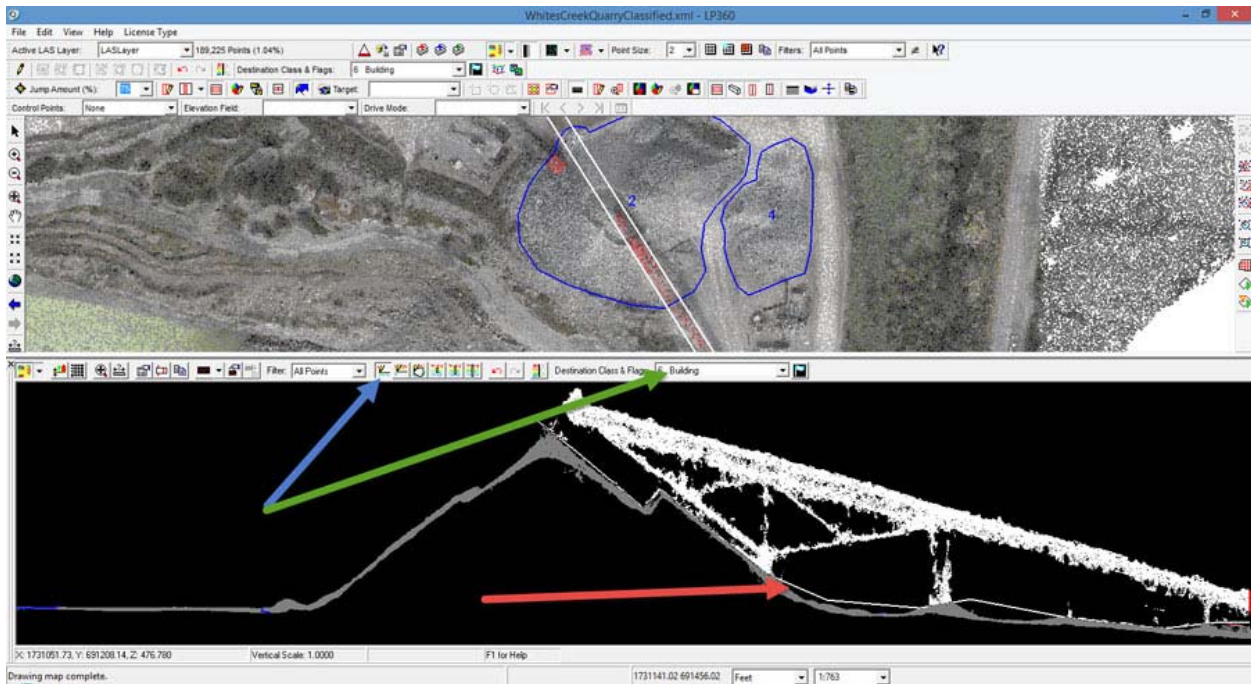 WhitesCreekQuarryClassified.xml - LP360
File Edit View Help License Type
Active LAS Layer: LASLayer 189,225 Points (1.04%) Point Size: 2 Filters: All Points
Destination Class & Flags: 6 Building
Jump Amount (%): Target:
Control Points: None Elevation Field: Drive Mode:
2
4
Filter: All Points Destination Class & Flags: Building
X: 1731051.73, Y: 691208.14, Z: 476.780 Vertical Scale: 1.0000 F1 for Help
Drawing map complete. 1731141.02 691456.02 Feet 1:763